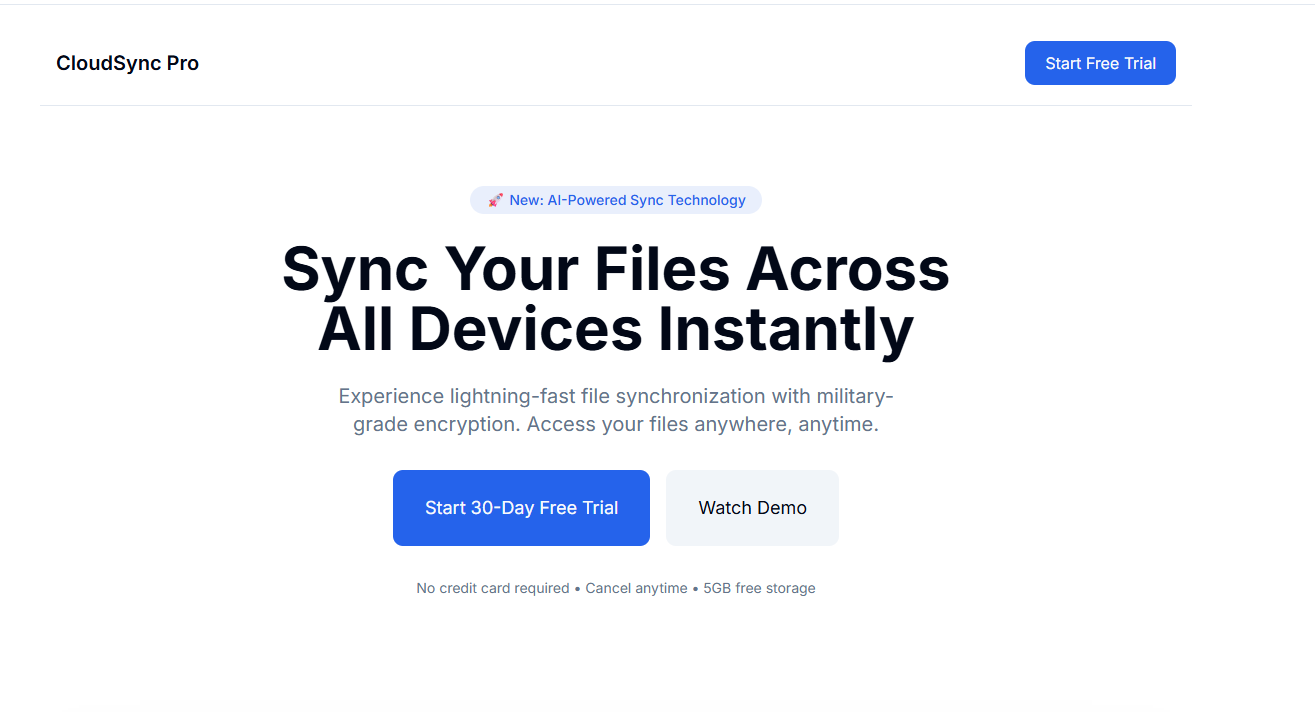 CloudSync Pro
Start Free Trial
🚀 New: AI-Powered Sync Technology
Sync Your Files Across
All Devices Instantly
Experience lightning-fast file synchronization with military-
grade encryption. Access your files anywhere, anytime.
Start 30-Day Free Trial
Watch Demo
No credit card required • Cancel anytime • 5GB free storage